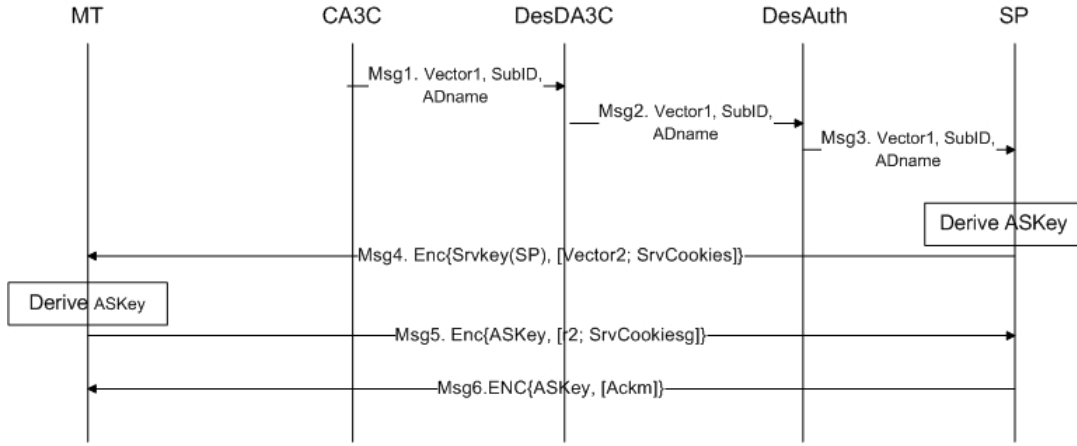 MT CA3C DesDA3C DesAuth SP
Msg1. Vector1, SubID,
ADname
Msg2. Vector1, SubID,
ADname
Msg3. Vector1, SubID,
ADname
Derive ASKey
Msg4. Enc{Srvkey(SP), [Vector2; SrvCookies]}
Derive ASKey
Msg5. Enc{ASKey, [r2; SrvCookiesg]}
Msg6.ENC{ASKey, [Ackm]}